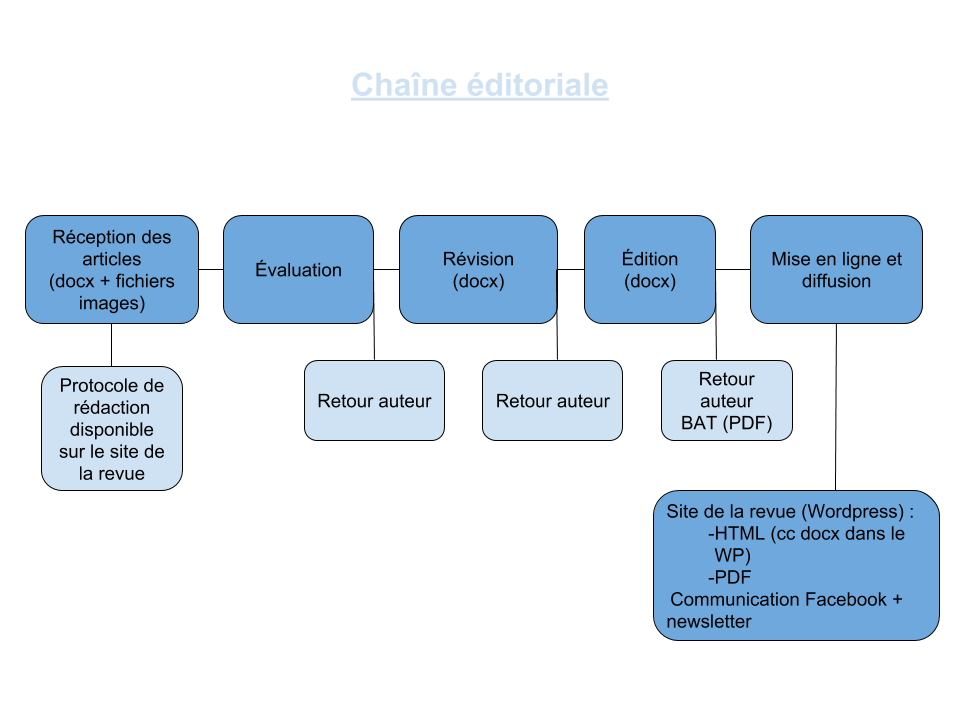 Chaîne éditoriale
Réception des
articles
(docx + fichiers
images)
Évaluation
Révision
(docx)
Édition
(docx)
Mise en ligne et
diffusion
Protocole de
rédaction
disponible
sur le site de
la revue
Retour auteur
Retour auteur
Retour
auteur
BAT (PDF)
Site de la revue (Wordpress) :
-HTML (cc docx dans le
WP)
-PDF
Communication Facebook +
newsletter